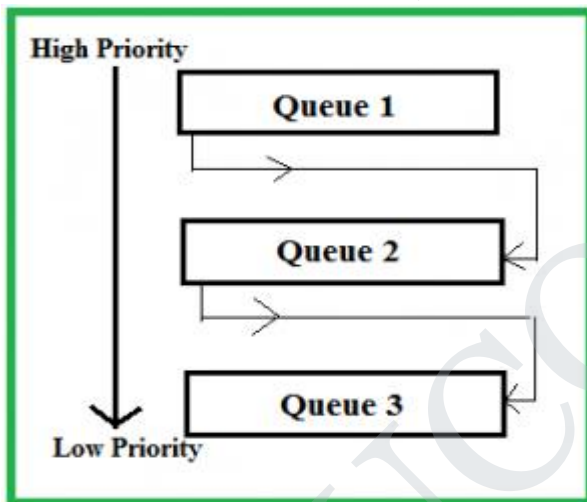 High Priority
Queue 1
Queue 2
Queue 3
Low Priority